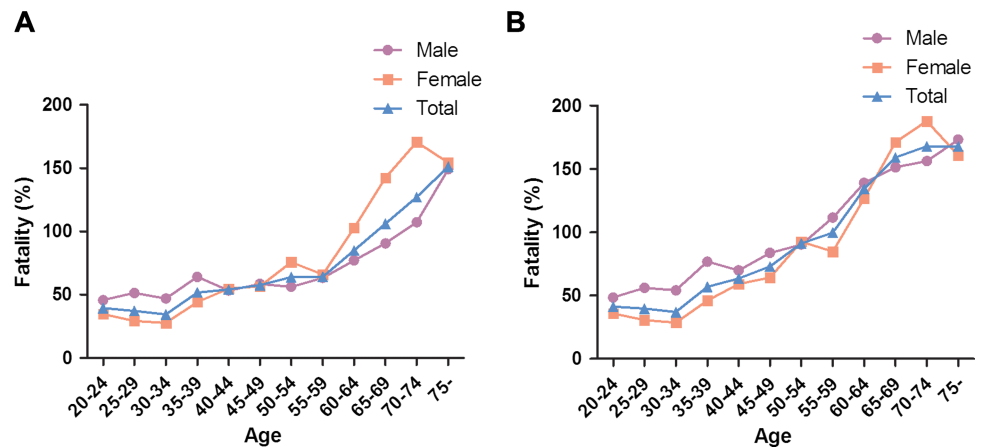 A
Male
Female
Total
Fatality (%)
200
150
100
50
0
20-24
25-29
30-34
35-39
40-44
45-49
50-54
55-59
60-64
65-69
70-74
75-
Age
B
Male
Female
Total
Fatality (%)
200
150
100
50
0
20-24
25-29
30-34
35-39
40-44
45-49
50-54
55-59
60-64
65-69
70-74
75-
Age